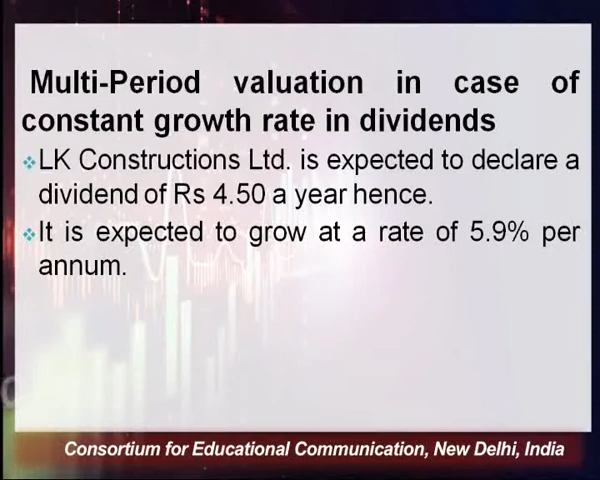 Multi-Period valuation in case of
constant growth rate in dividends
LK Constructions Ltd. is expected to declare a
dividend of Rs 4.50 a year hence.
It is expected to grow at a rate of 5.9% per
annum.
Consortium for Educational Communication, New Delhi, India